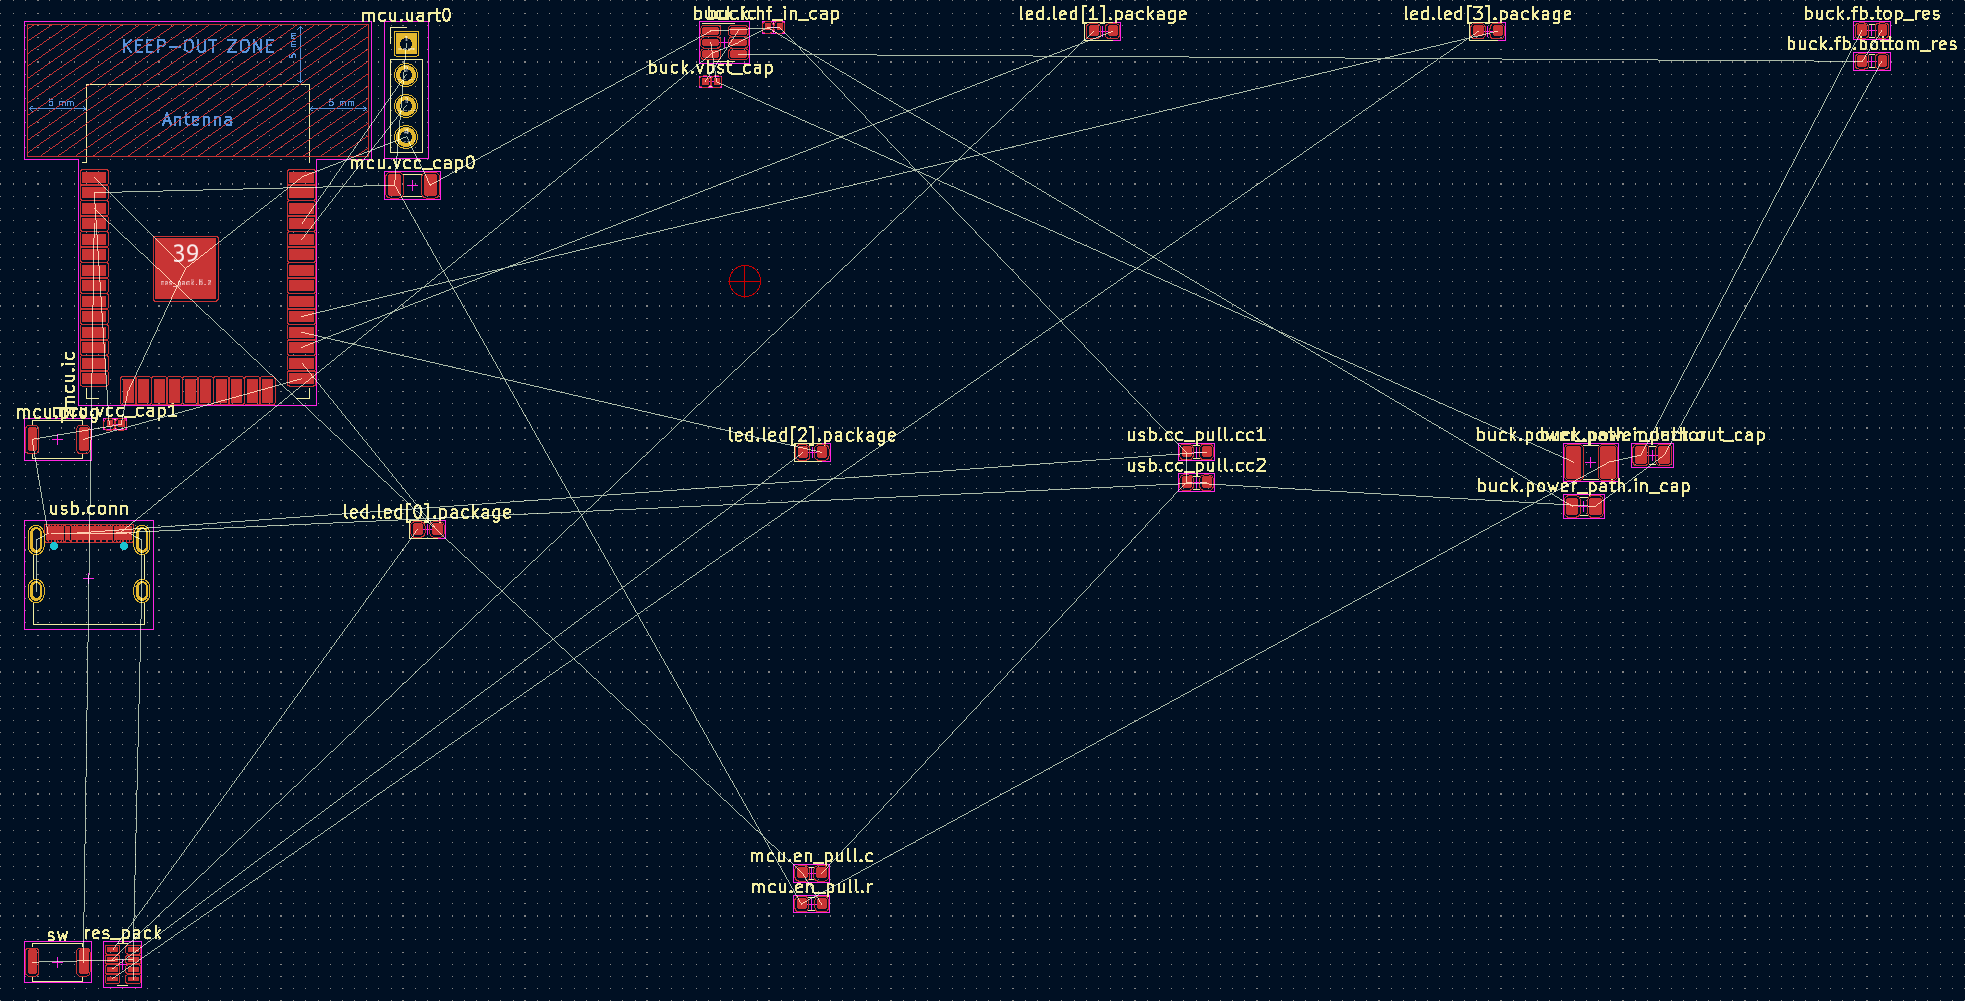 mcu.uart0
buck.ic
hf_in_cap
led.led[1].package
led.led[3].package
buck.fb.top_res
KEEP-OUT ZONE
5 mm
buck.fb.bottom_res
buck.vbst_cap
5 mm
5 mm
Antenna
mcu.vcc_cap0
39
mcu.ic
mcu.prog
vcc_cap1
led.led[2].package
usb.cc_pull.cc1
buck.power_path.inductor
out_cap
usb.cc_pull.cc2
buck.power_path.in_cap
usb.conn
led.led[0].package
mcu.en_pull.c
mcu.en_pull.r
sw
res_pack